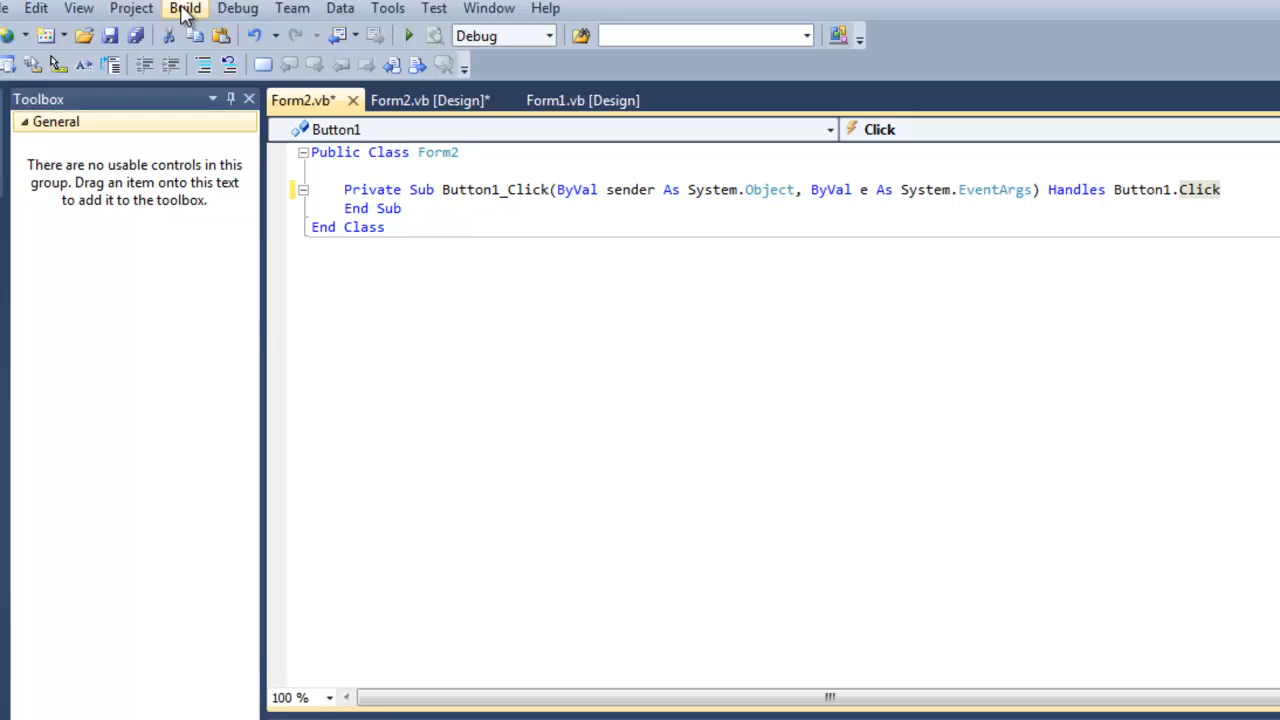 le Edit View Project Build Debug Team Data Tools Test Window Help
Debug
Toolbox
General
There are no usable controls in this
group. Drag an item onto this text
to add it to the toolbox.
Form2.vb* Form2.vb [Design]* Form1.vb [Design]
Button1 Click
Public Class Form2
Private Sub Button1_Click(ByVal sender As System.Object, ByVal e As System.EventArgs) Handles Button1.Click
End Sub
End Class
100 %